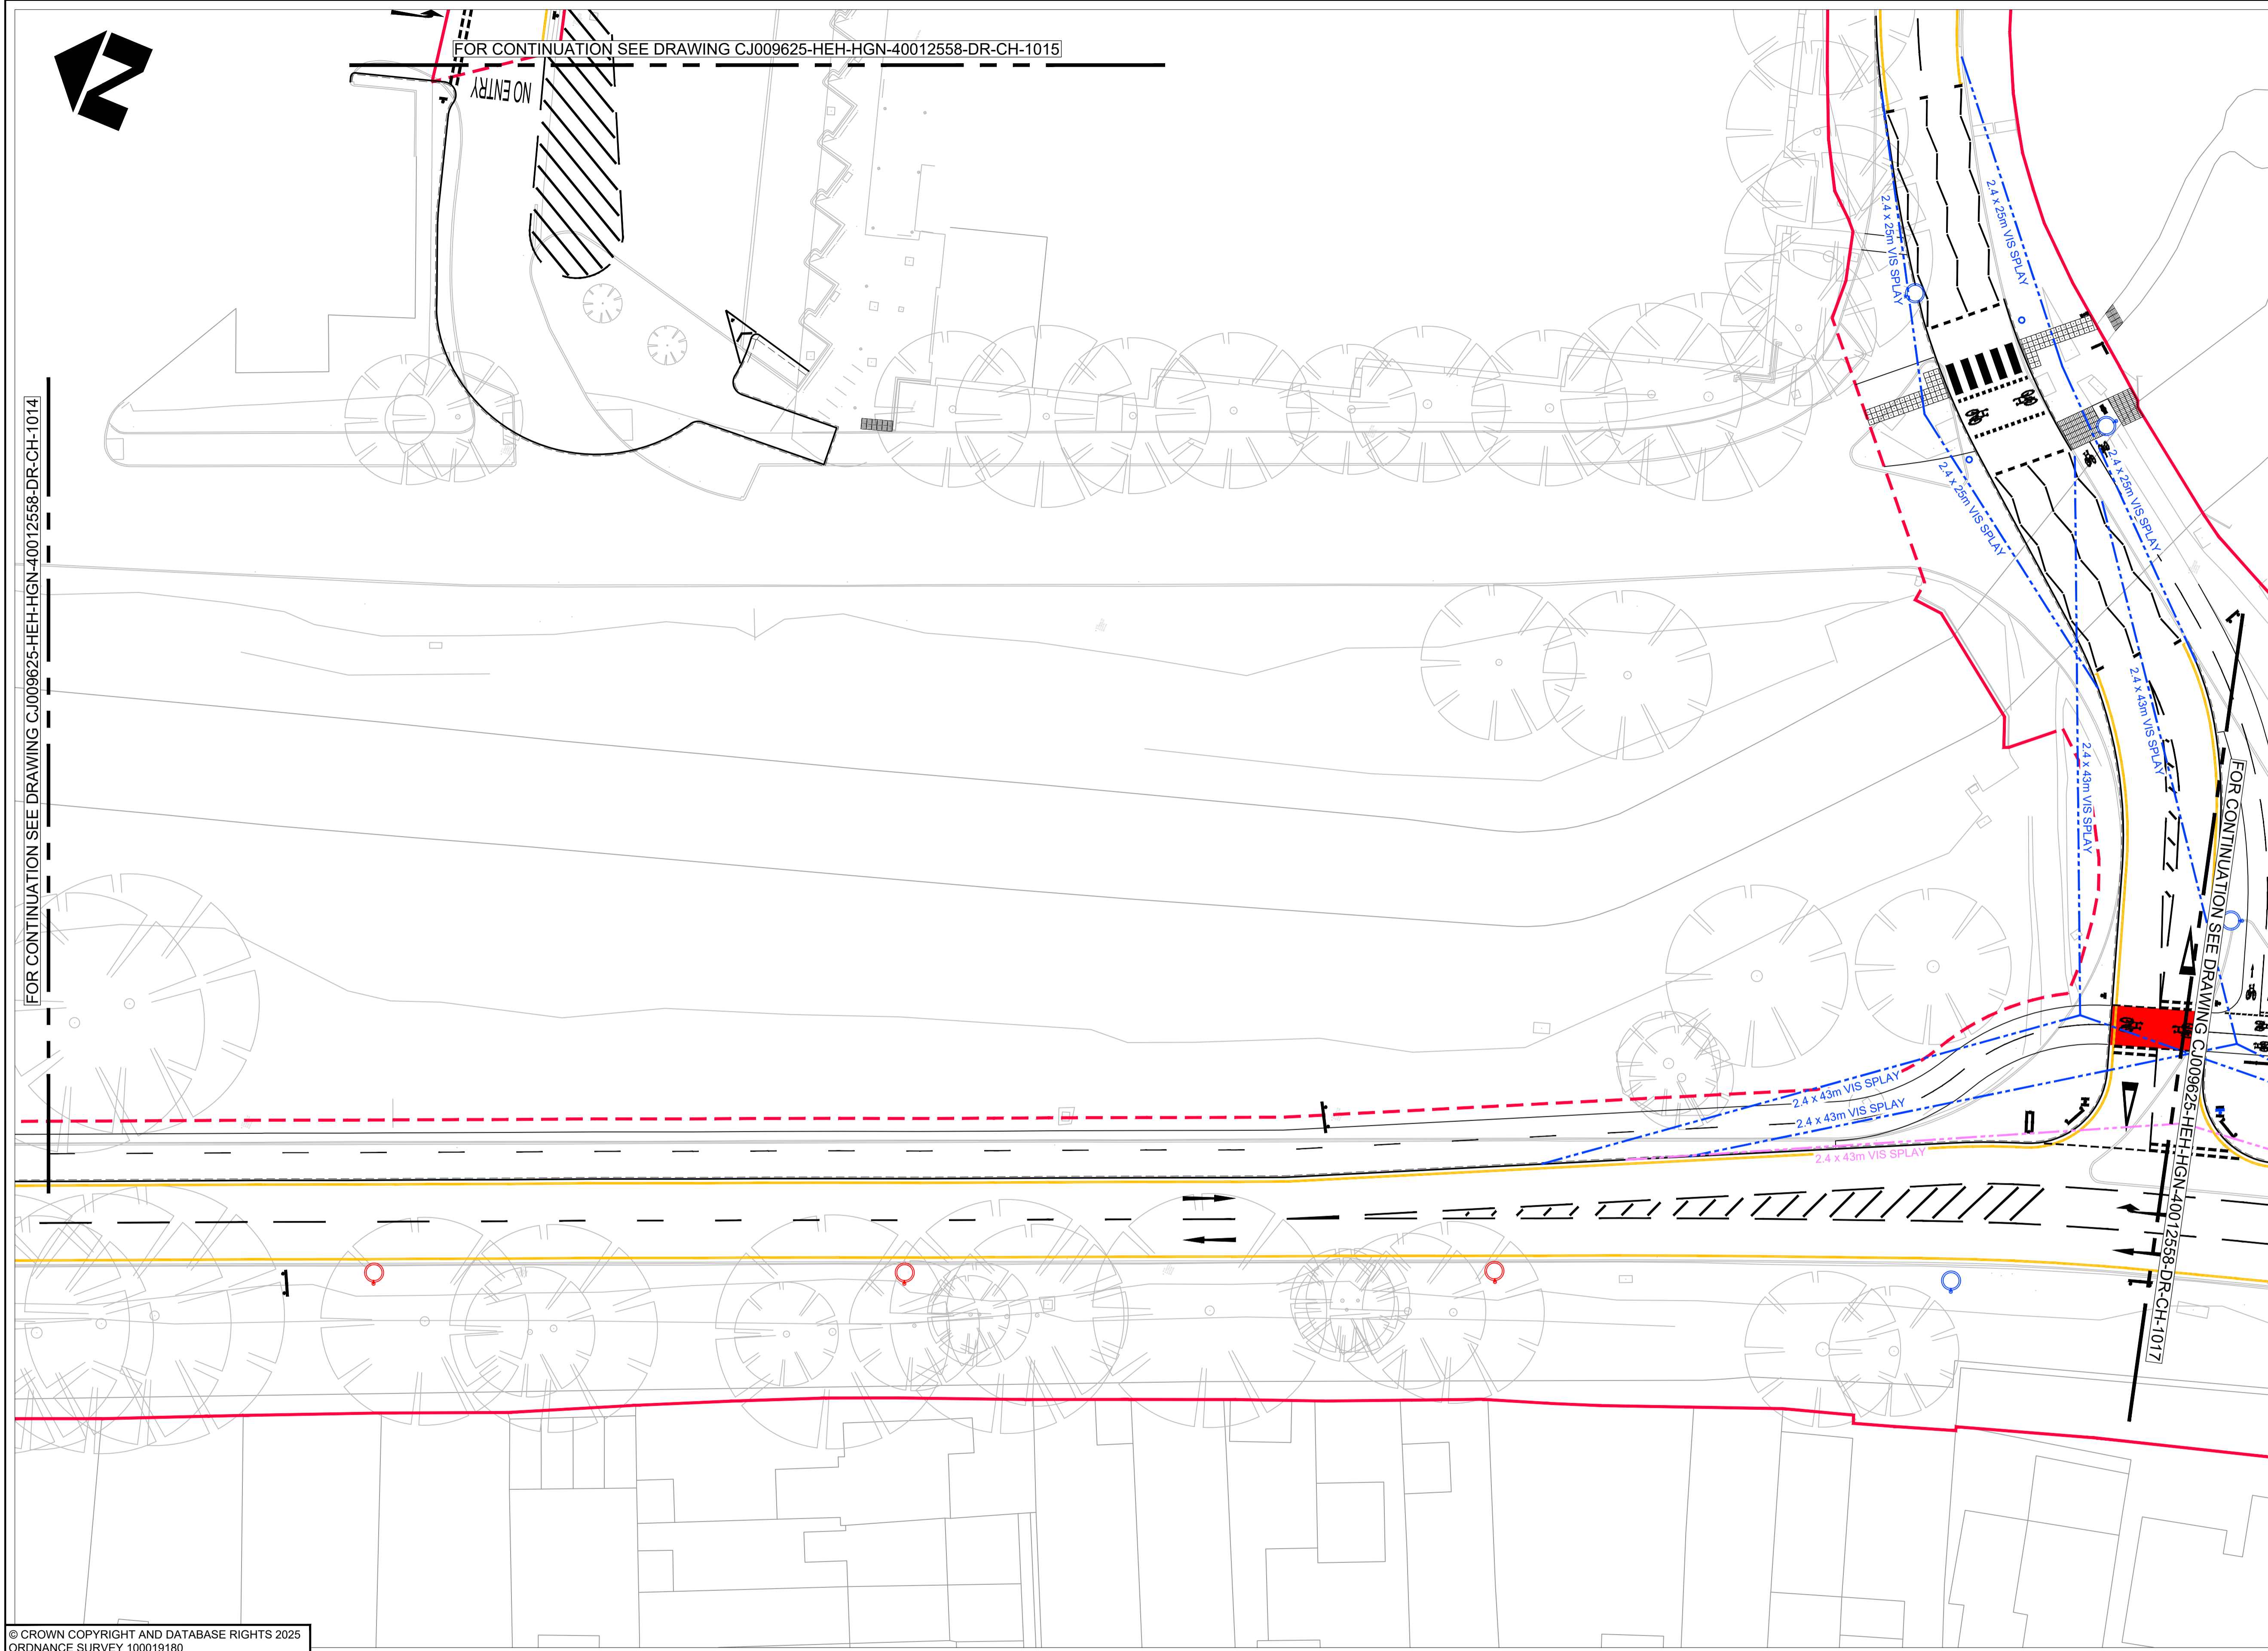 FOR CONTINUATION SEE DRAWING CJ009625-HEH-HGN-40012558-DR-CH-1015
NO ENTRY
FOR CONTINUATION SEE DRAWING CJ009625-HEH-HGN-40012558-DR-CH-1014
2.4 x 25m VIS SPLAY
2.4 x 25m VIS SPLAY
2.4 x 25m VIS SPLAY
2.4 x 25m VIS SPLAY
2.4 x 43m VIS SPLAY
2.4 x 43m VIS SPLAY
FOR CONTINUATION SEE DRAWING CJ009625-HEH-HGN-40012558-DR-CH-1017
2.4 x 43m VIS SPLAY
2.4 x 43m VIS SPLAY
2.4 x 43m VIS SPLAY
© CROWN COPYRIGHT AND DATABASE RIGHTS 2025
ORDNANCE SURVEY 100019180